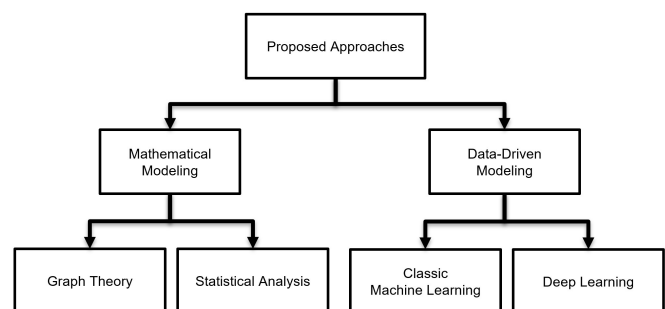 Proposed Approaches
Mathematical
Modeling
Data-Driven
Modeling
Graph Theory
Statistical Analysis
Classic
Machine Learning
Deep Learning